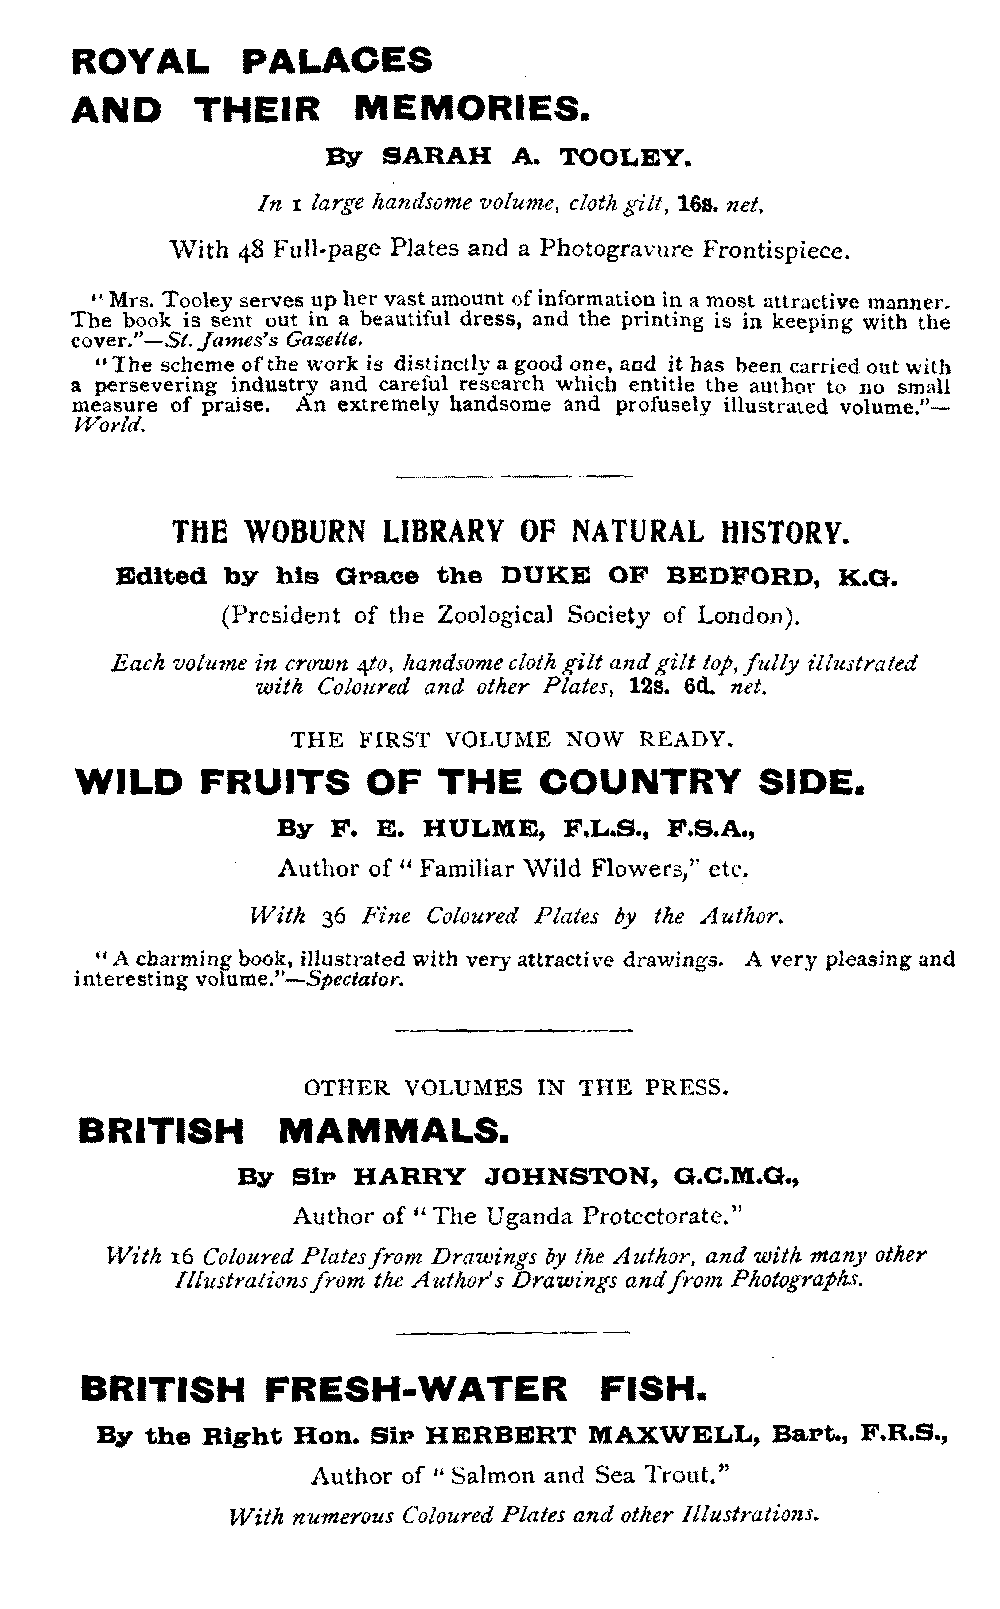 ROYAL PALACES
AND THEIR MEMORIES.
By SARAH A. TOOLEY.
In 1 large handsome volume, cloth gilt, 16s. net.
With 48 Full-page Plates and a Photogravure Frontispiece.
"Mrs. Tooley serves up her vast amount of information in a most attractive manner.
The book is sent out in a beautiful dress, and the printing is in keeping with the
cover."—St. James's Gazette.
"The scheme of the work is distinctly a good one, and it has been carried out with
a persevering industry and careful research which entitle the author to no small
measure of praise. An extremely handsome and profusely illustrated volume."—
World.
THE WOBURN LIBRARY OF NATURAL HISTORY.
Edited by his Grace the DUKE OF BEDFORD, K.G.
(President of the Zoological Society of London).
Each volume in crown 4to, handsome cloth gilt and gilt top, fully illustrated
with Coloured and other Plates, 12s. 6d. net.
THE FIRST VOLUME NOW READY.
WILD FRUITS OF THE COUNTRY SIDE.
By F. E. HULME, F.L.S., F.S.A.,
Author of "Familiar Wild Flowers," etc.
With 36 Fine Coloured Plates by the Author.
"A charming book, illustrated with very attractive drawings. A very pleasing and
interesting volume."—Spectator.
OTHER VOLUMES IN THE PRESS.
BRITISH MAMMALS.
By Sir HARRY JOHNSTON, G.C.M.G.,
Author of "The Uganda Protectorate."
With 16 Coloured Plates from Drawings by the Author, and with many other
Illustrations from the Author's Drawings and from Photographs.
BRITISH FRESH-WATER FISH.
By the Right Hon. Sir HERBERT MAXWELL, Bart., F.R.S.,
Author of "Salmon and Sea Trout."
With numerous Coloured Plates and other Illustrations.